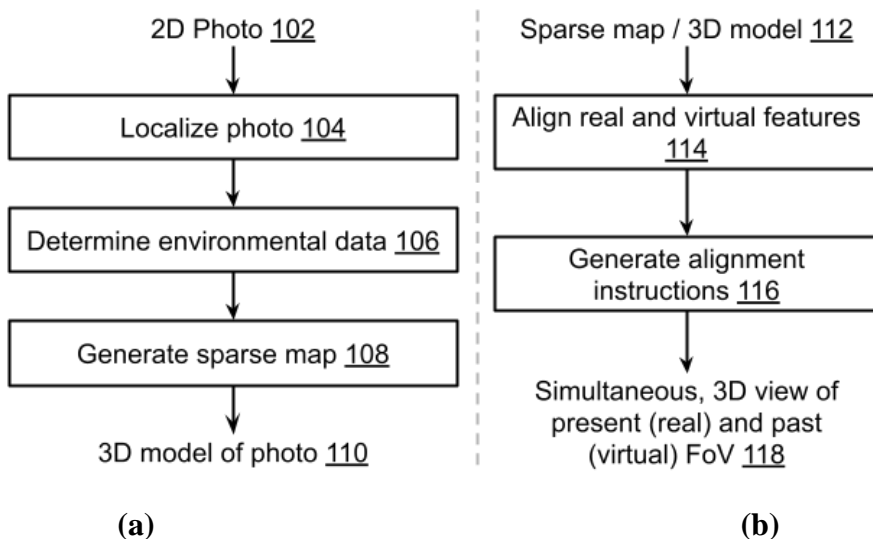 2D Photo 102
Localize photo 104
Determine environmental data 106
Generate sparse map 108
3D model of photo 110
(a)
Sparse map / 3D model 112
Align real and virtual features
114
Generate alignment
instructions 116
Simultaneous, 3D view of
present (real) and past
(virtual) FoV 118
(b)